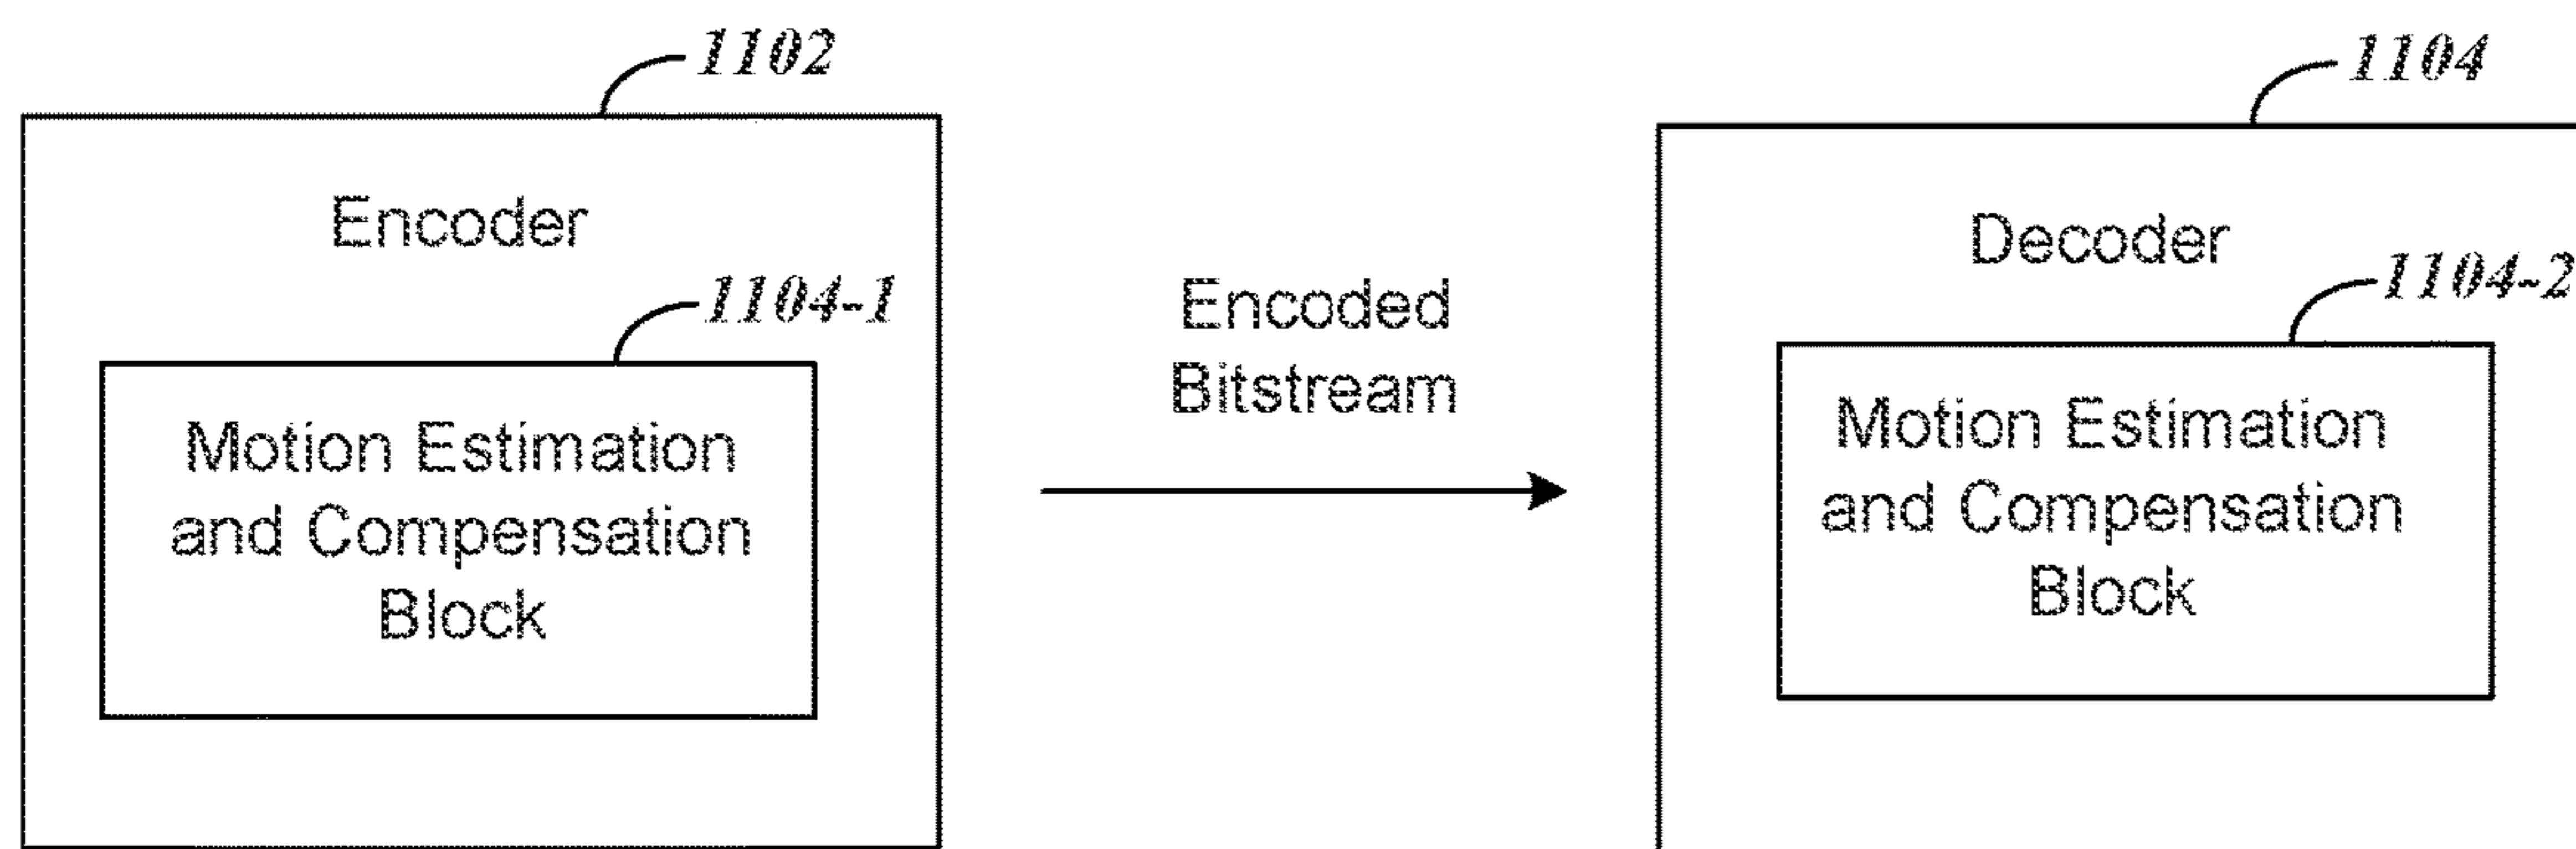 1102
Encoder
1104-1
Motion Estimation
and Compensation
Block
Encoded
Bitstream
1104
Decoder
1104-2
Motion Estimation
and Compensation
Block